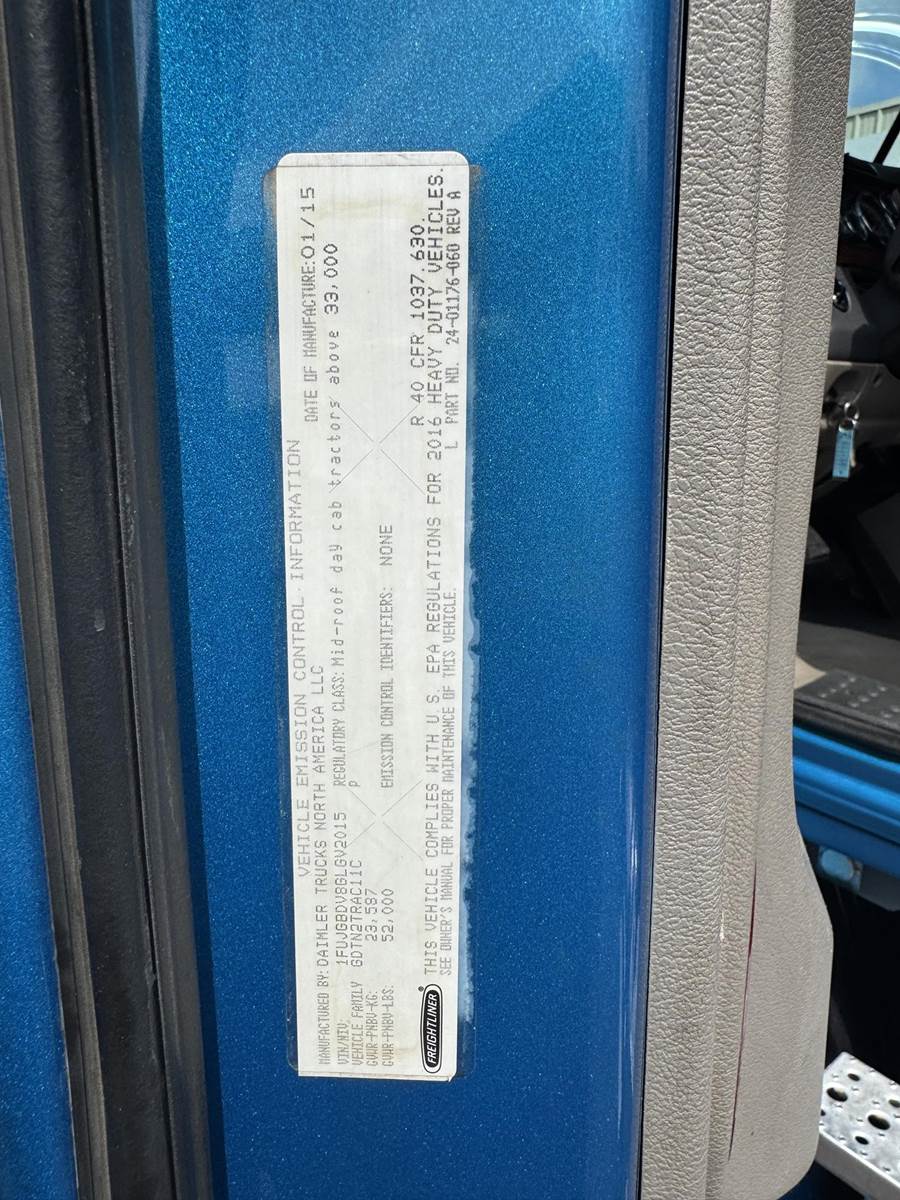 VEHICLE EMISSION CONTROL INFORMATION
MANUFACTURED BY: DAIMLER TRUCKS NORTH AMERICA LLC DATE OF MANUFACTURE: 01/15
VIN/NIV: 1FUJGBDV8GLGV2015 REGULATORY CLASS: Mid-roof day cab tractors above 33,000
VEHICLE FAMILY GDTN2TRAC11C P
GVWR-PNBV-KG: 23,587
GVWR-PNBV-LBS: 52,000 EMISSION CONTROL IDENTIFIERS: NONE
R 40 CFR 1037.630.
THIS VEHICLE COMPLIES WITH U.S. EPA REGULATIONS FOR 2016 HEAVY DUTY VEHICLES.
SEE OWNER'S MANUAL FOR PROPER MAINTENANCE OF THIS VEHICLE. L PART NO. 24-01176-060 REV A
FREIGHTLINER®